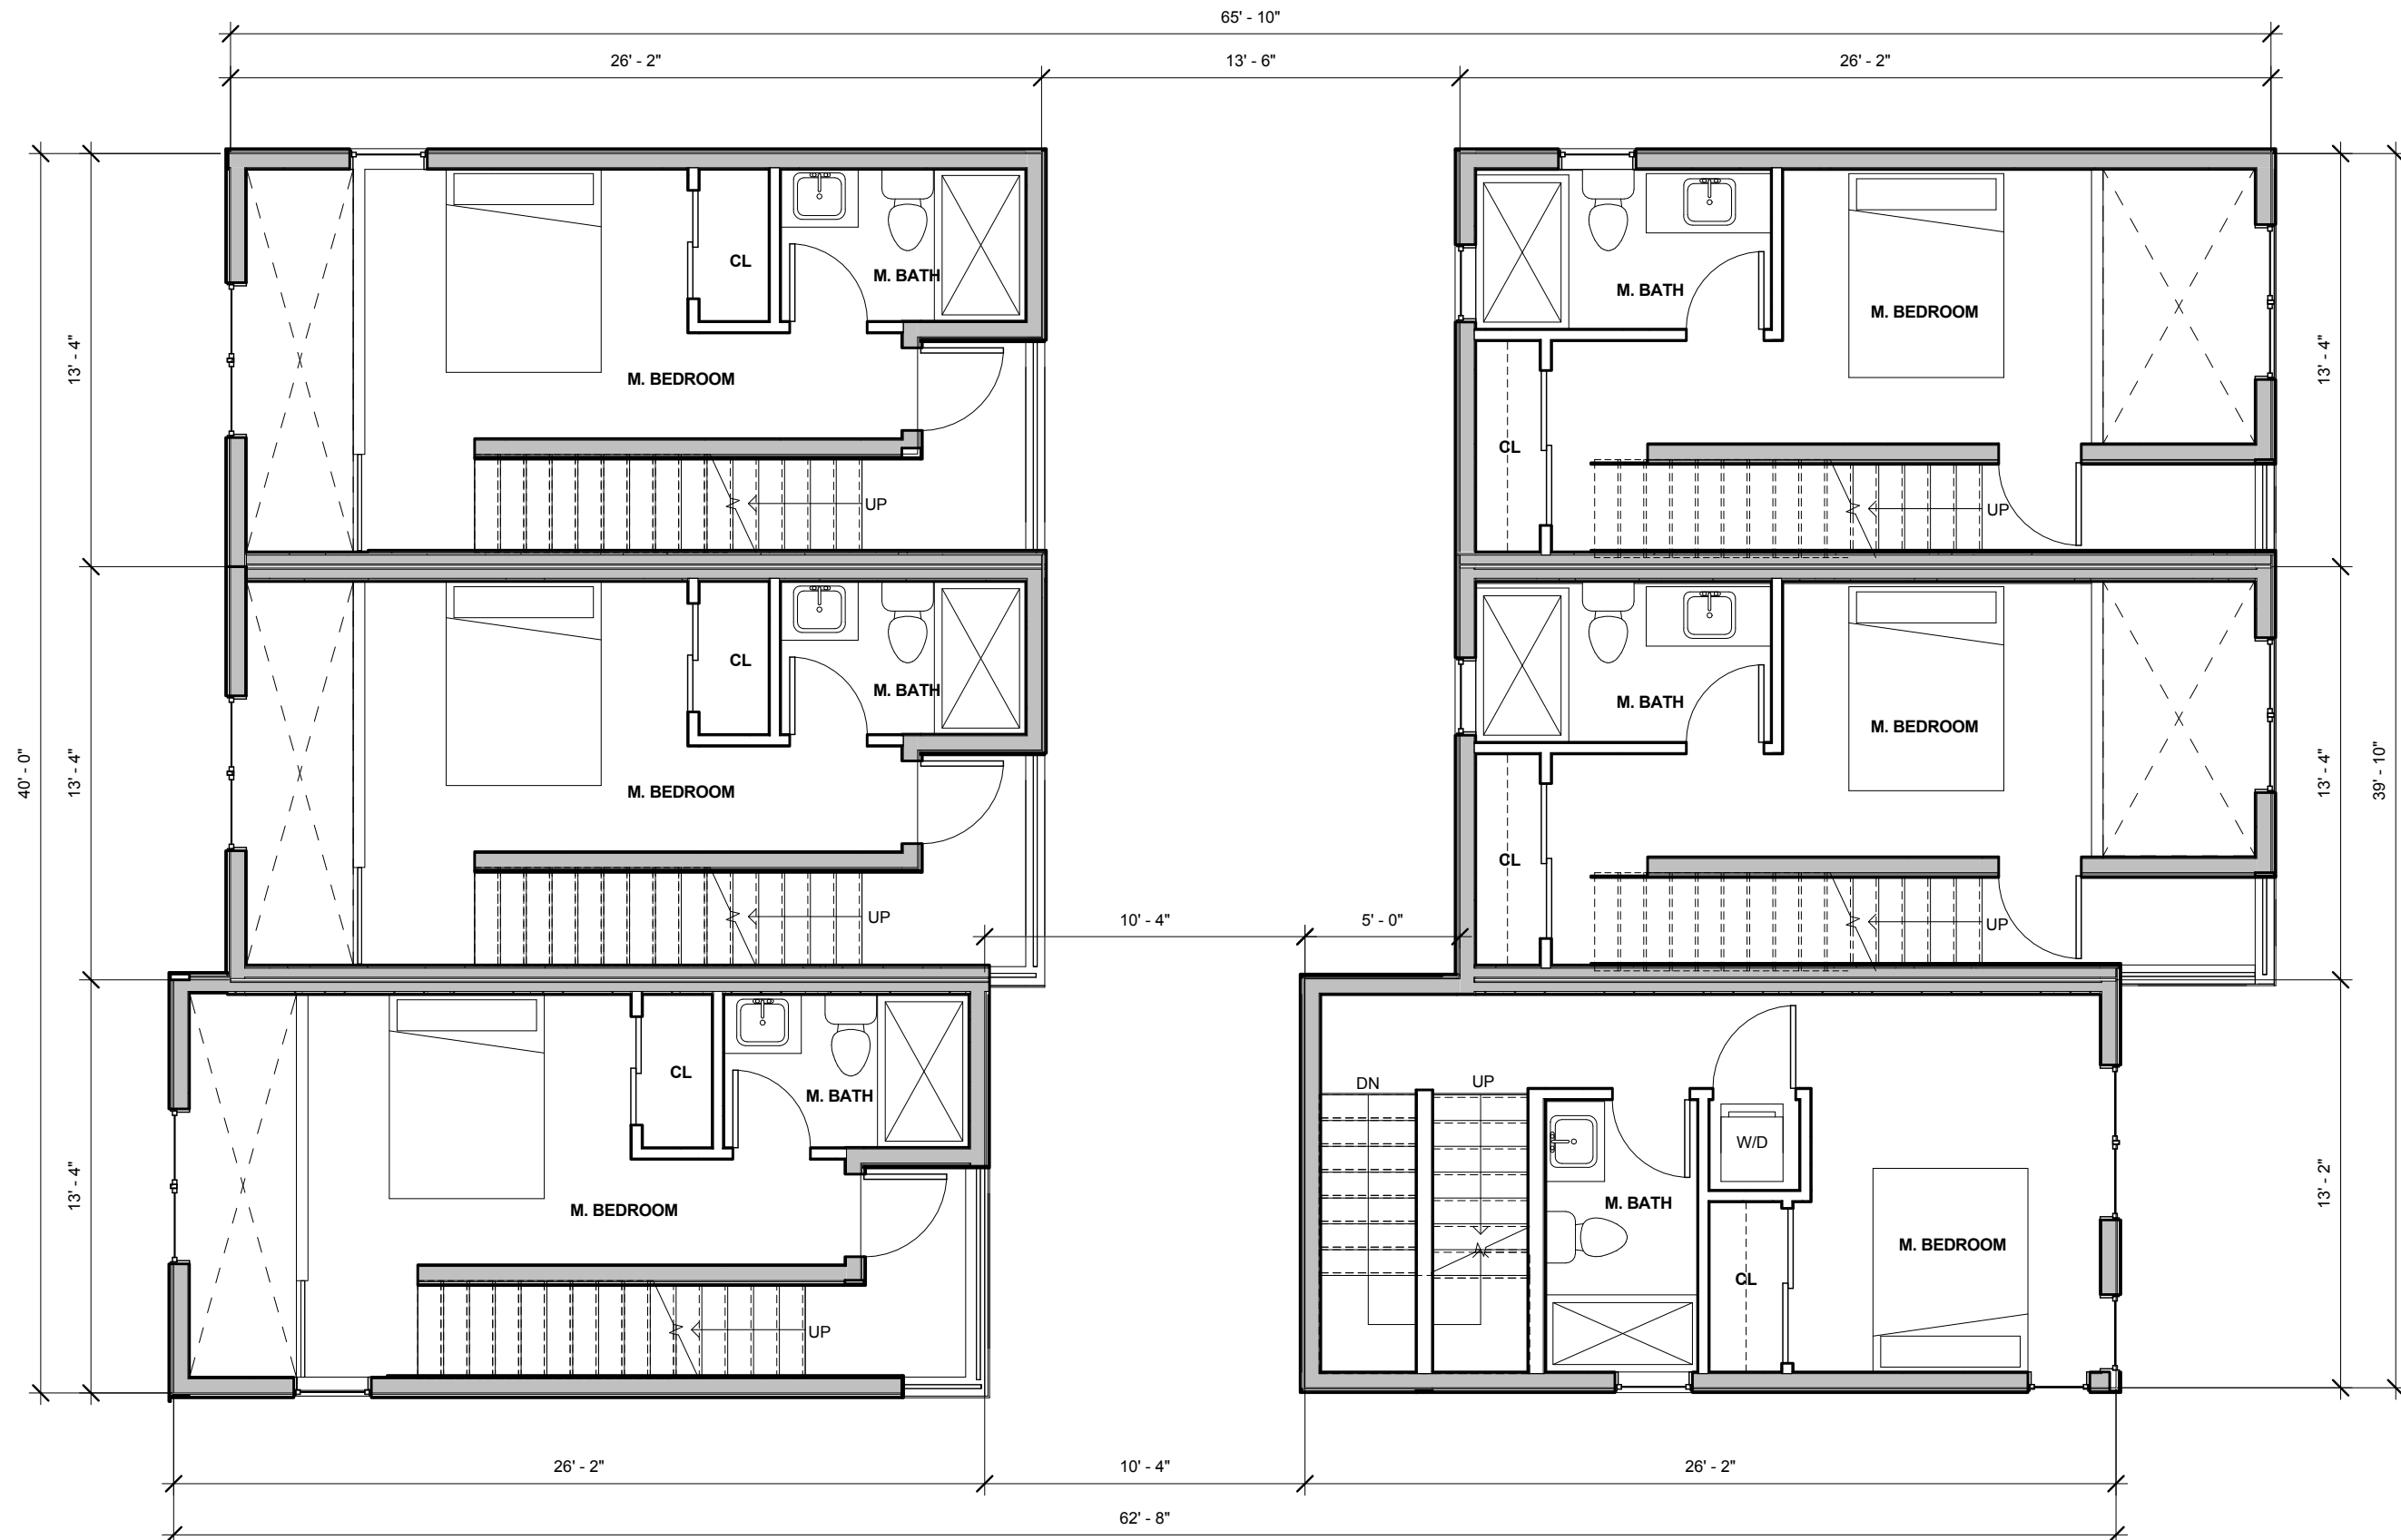 65' - 10"
26' - 2"
13' - 6"
26' - 2"
CL
M. BATH
M. BEDROOM
UP
M. BATH
M. BEDROOM
CL
UP
13' - 4"
13' - 4"
40' - 0"
13' - 4"
CL
M. BATH
M. BEDROOM
UP
M. BATH
M. BEDROOM
CL
UP
13' - 4"
39' - 10"
10' - 4"
5' - 0"
13' - 4"
CL
M. BATH
M. BEDROOM
UP
DN
UP
W/D
M. BATH
M. BEDROOM
CL
13' - 2"
26' - 2"
10' - 4"
26' - 2"
62' - 8"